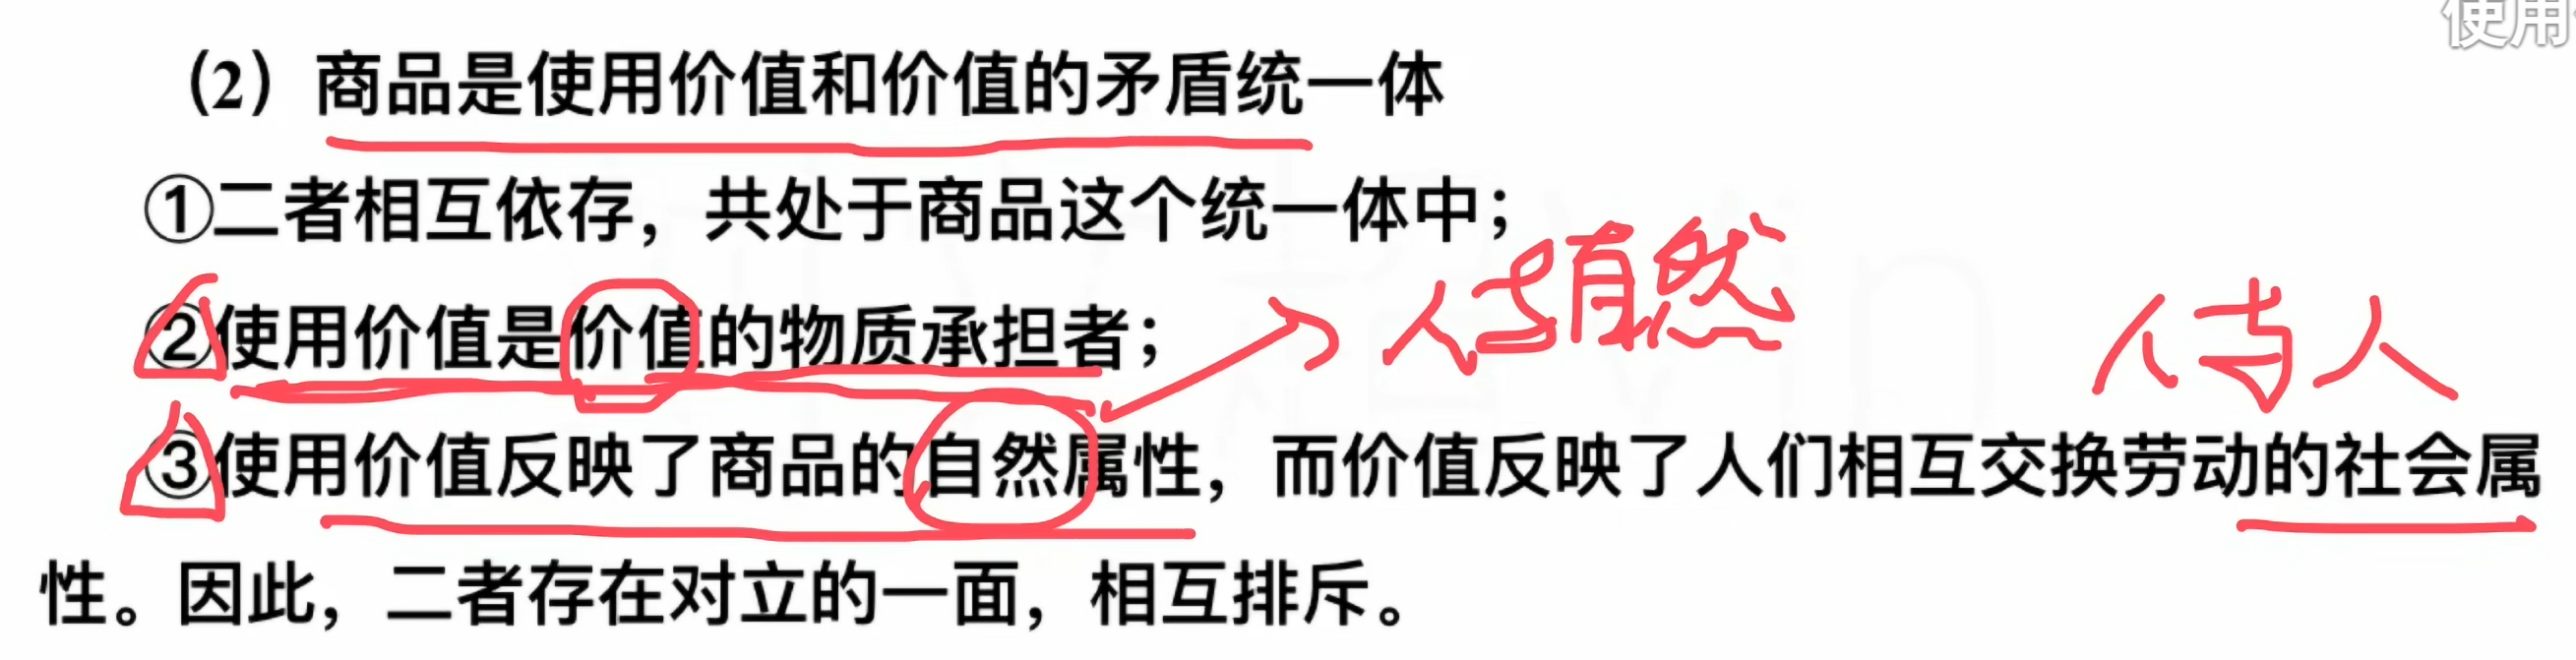 使用
(2) 商品是使用价值和价值的矛盾统一体
①二者相互依存，共处于商品这个统一体中；
人与自然
②使用价值是价值的物质承担者；
人与人
③使用价值反映了商品的自然属性，而价值反映了人们相互交换劳动的社会属
性。因此，二者存在对立的一面，相互排斥。